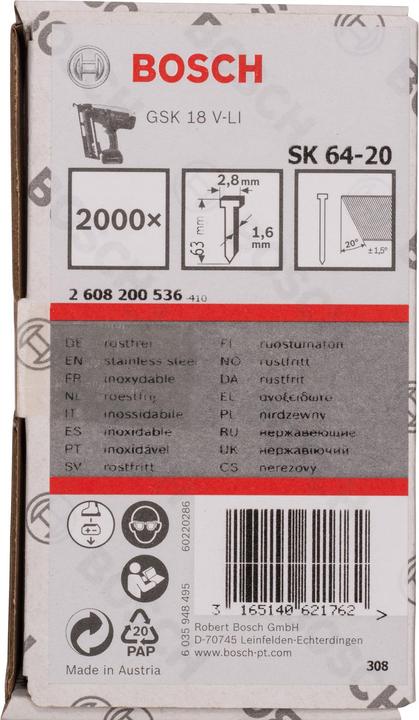 BOSCH
GSK 18 V-LI
SK 64-20
2000×
2,8mm
63 mm
1,6 mm
20°
± 1,5°
2 608 200 536 -410
DE rostfrei
EN stainless steel
FR inoxydable
NL roestvrij
IT inossidabile
ES inoxidable
PT inoxidável
SV rostfritt
FI ruostumaton
NO rustfritt
DA rustfrit
EL ανοξείδωτο
PL nierdzewny
RU нержавеющие
UK нержавіючий
CS nerezový
60220286
6 035 948 495
3 165140 621762 >
20
PAP
Robert Bosch GmbH
D-70745 Leinfelden-Echterdingen
www.bosch-pt.com
Made in Austria
308